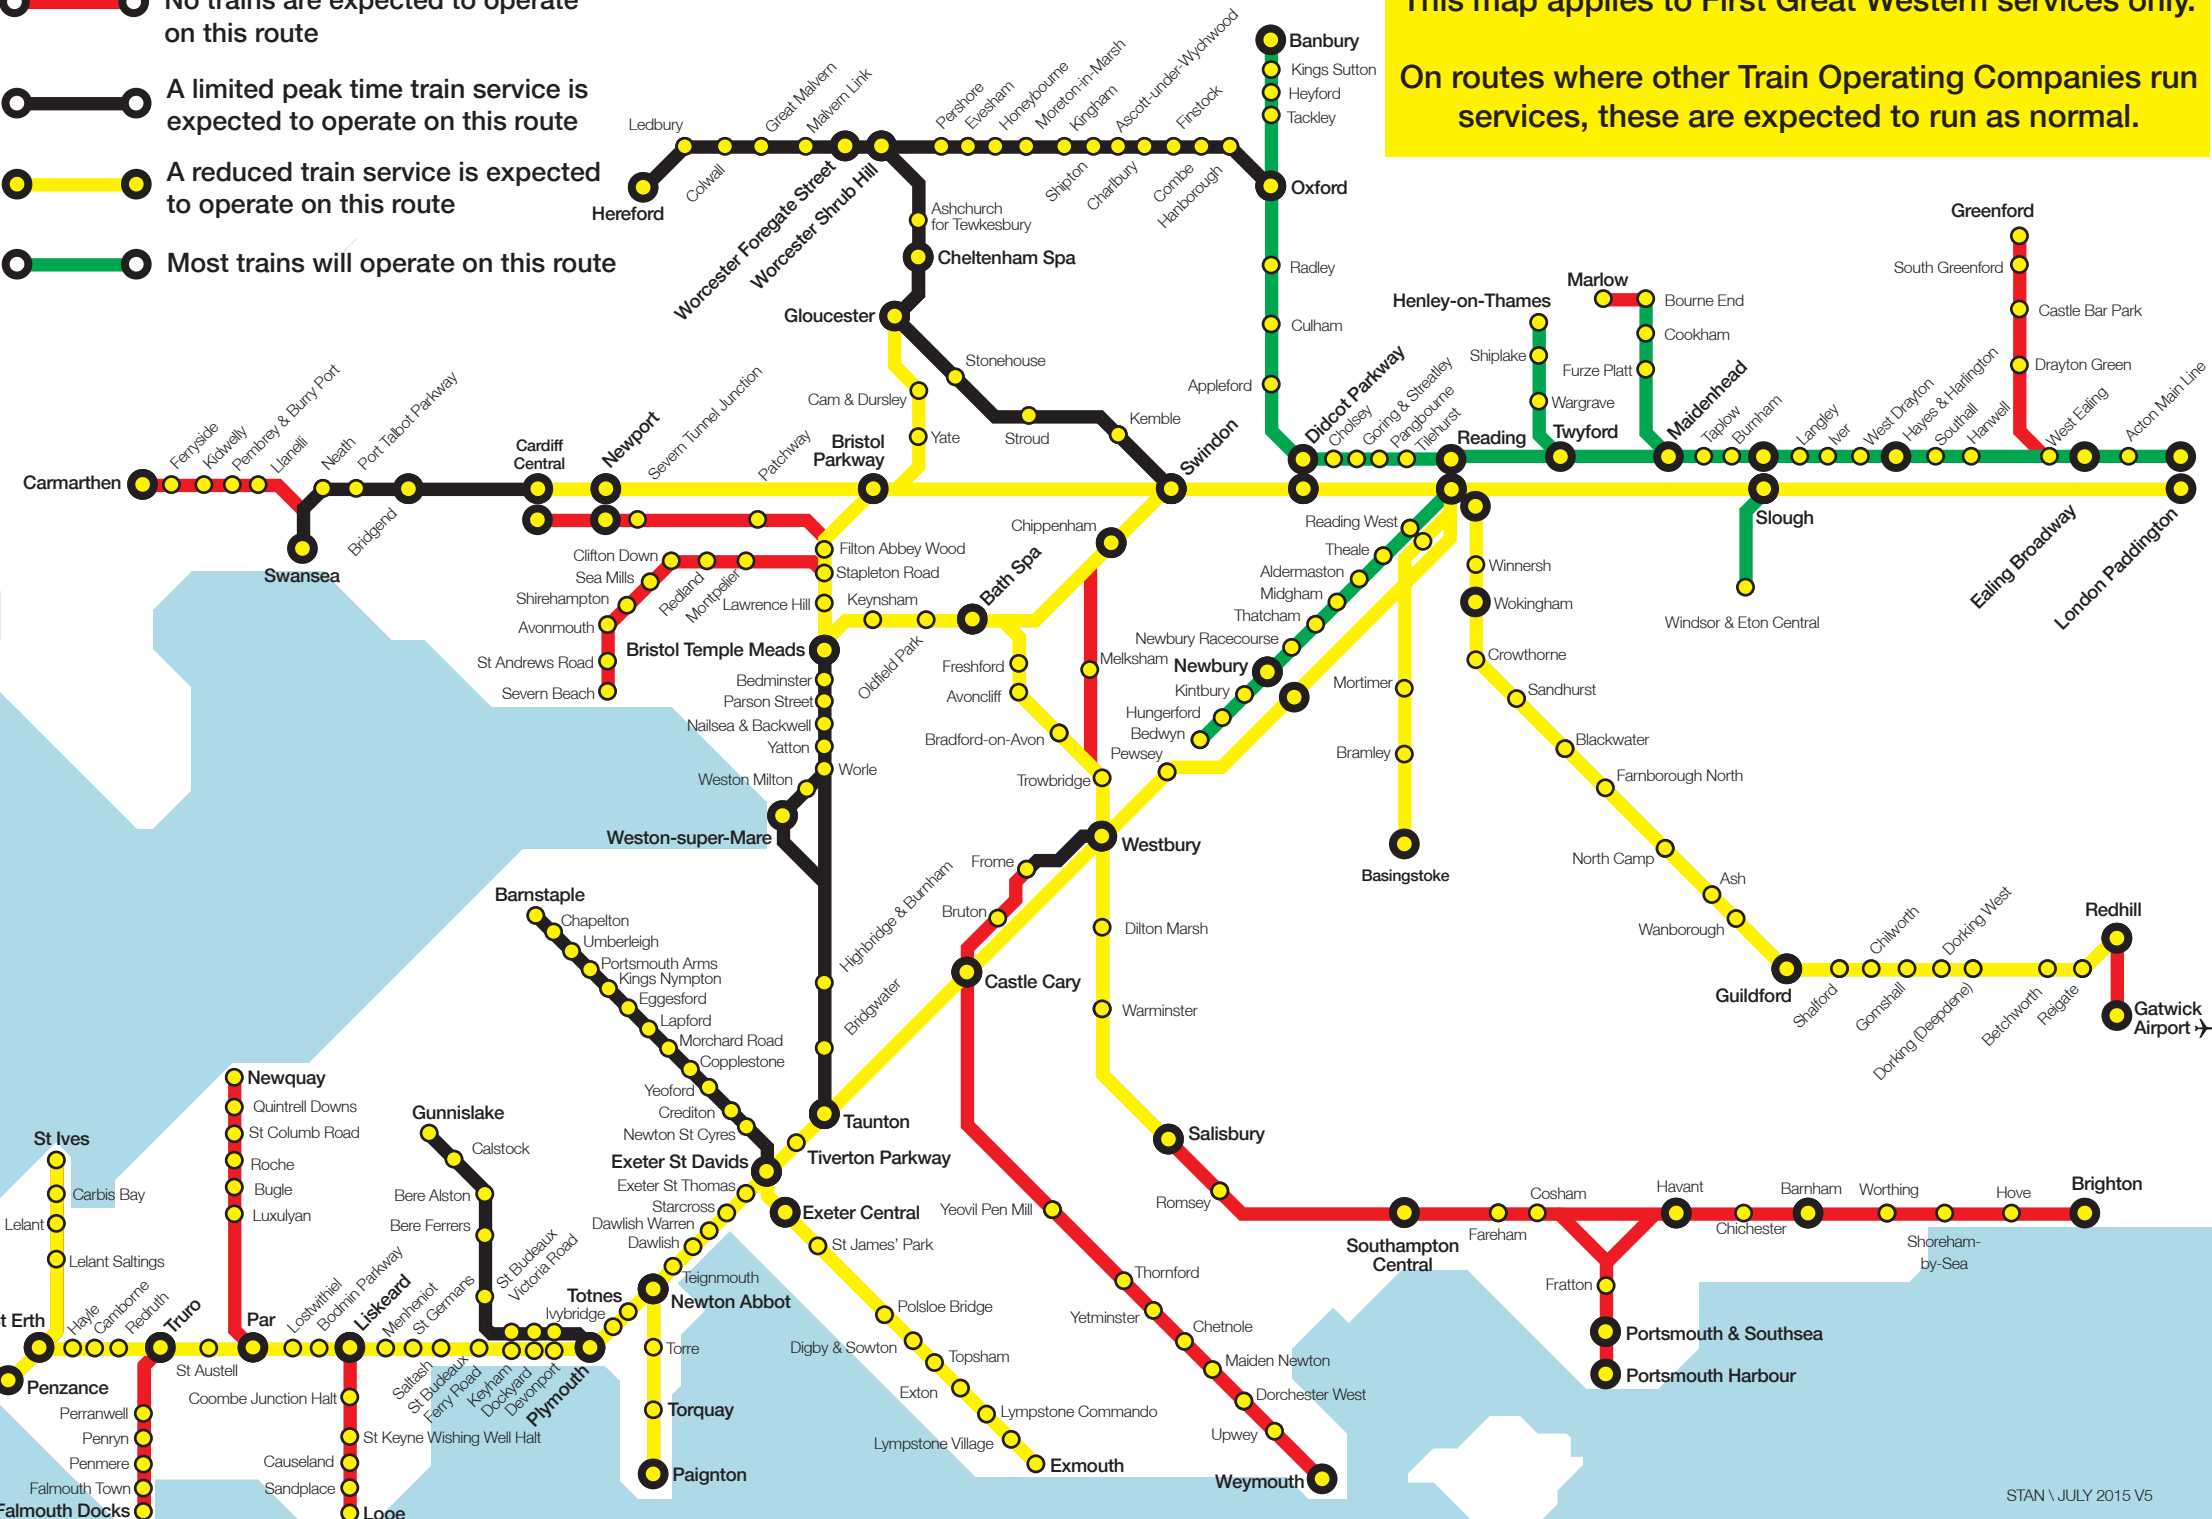 No trains are expected to operate
on this route
A limited peak time train service is
expected to operate on this route
A reduced train service is expected
to operate on this route
Most trains will operate on this route
This map applies to First Great Western services only.
On routes where other Train Operating Companies run
services, these are expected to run as normal.
Banbury
Kings Sutton
Heyford
Tackley
Oxford
Radley
Culham
Appleford
Didcot Parkway
Cholsey
Goring & Streatley
Pangbourne
Tilehurst
Reading
Hereford
Ledbury
Colwall
Great Malvern
Malvern Link
Worcester Foregate Street
Worcester Shrub Hill
Pershore
Evesham
Honeybourne
Moreton-in-Marsh
Kingham
Shipton
Ascott-under-Wychwood
Charlbury
Finstock
Combe
Hanborough
Ashchurch
for Tewkesbury
Cheltenham Spa
Gloucester
Stonehouse
Stroud
Kemble
Swindon
Cam & Dursley
Yate
Bristol
Parkway
Henley-on-Thames
Shiplake
Wargrave
Twyford
Marlow
Bourne End
Cookham
Furze Platt
Maidenhead
Taplow
Burnham
Slough
Windsor & Eton Central
Langley
Iver
West Drayton
Hayes & Harlington
Southall
Hanwell
West Ealing
Ealing Broadway
Acton Main Line
London Paddington
Greenford
South Greenford
Castle Bar Park
Drayton Green
Carmarthen
Ferryside
Kidwelly
Pembrey & Burry Port
Llanelli
Swansea
Neath
Port Talbot Parkway
Bridgend
Cardiff
Central
Newport
Severn Tunnel Junction
Patchway
Filton Abbey Wood
Stapleton Road
Lawrence Hill
Clifton Down
Sea Mills
Redland
Montpelier
Shirehampton
Avonmouth
St Andrews Road
Severn Beach
Bristol Temple Meads
Keynsham
Oldfield Park
Bath Spa
Chippenham
Melksham
Freshford
Avoncliff
Bradford-on-Avon
Trowbridge
Westbury
Bedminster
Parson Street
Nailsea & Backwell
Yatton
Worle
Weston Milton
Weston-super-Mare
Highbridge & Burnham
Bridgwater
Taunton
Reading West
Theale
Aldermaston
Midgham
Thatcham
Newbury Racecourse
Newbury
Kintbury
Hungerford
Bedwyn
Pewsey
Mortimer
Bramley
Basingstoke
Winnersh
Wokingham
Crowthorne
Sandhurst
Blackwater
Farnborough North
North Camp
Ash
Wanborough
Guildford
Shalford
Chilworth
Gomshall
Dorking West
Dorking (Deepdene)
Betchworth
Reigate
Redhill
Gatwick
Airport
Frome
Bruton
Castle Cary
Dilton Marsh
Warminster
Salisbury
Romsey
Southampton
Central
Fareham
Cosham
Havant
Chichester
Barnham
Worthing
Shoreham-
by-Sea
Hove
Brighton
Fratton
Portsmouth & Southsea
Portsmouth Harbour
Yeovil Pen Mill
Thornford
Yetminster
Chetnole
Maiden Newton
Dorchester West
Upwey
Weymouth
Barnstaple
Chapelton
Umberleigh
Portsmouth Arms
Kings Nympton
Eggesford
Lapford
Morchard Road
Copplestone
Yeoford
Crediton
Newton St Cyres
Tiverton Parkway
Exeter St Davids
Exeter St Thomas
Starcross
Dawlish Warren
Dawlish
Teignmouth
Newton Abbot
Torre
Torquay
Paignton
Exeter Central
St James' Park
Polsloe Bridge
Digby & Sowton
Topsham
Exton
Lympstone Commando
Lympstone Village
Exmouth
Gunnislake
Calstock
Bere Alston
Bere Ferrers
St Budeaux
Victoria Road
Totnes
Ivybridge
Plymouth
Devonport
Dockyard
Keyham
St Budeaux
Ferry Road
Saltash
St Germans
Menheniot
Liskeard
Bodmin Parkway
Lostwithiel
Par
Coombe Junction Halt
St Keyne Wishing Well Halt
Causeland
Sandplace
Looe
Newquay
Quintrell Downs
St Columb Road
Roche
Bugle
Luxulyan
St Austell
Truro
Perranwell
Penryn
Penmere
Falmouth Town
Falmouth Docks
Redruth
Camborne
Hayle
t Erth
Penzance
St Ives
Carbis Bay
Lelant
Lelant Saltings
STAN \ JULY 2015 V5